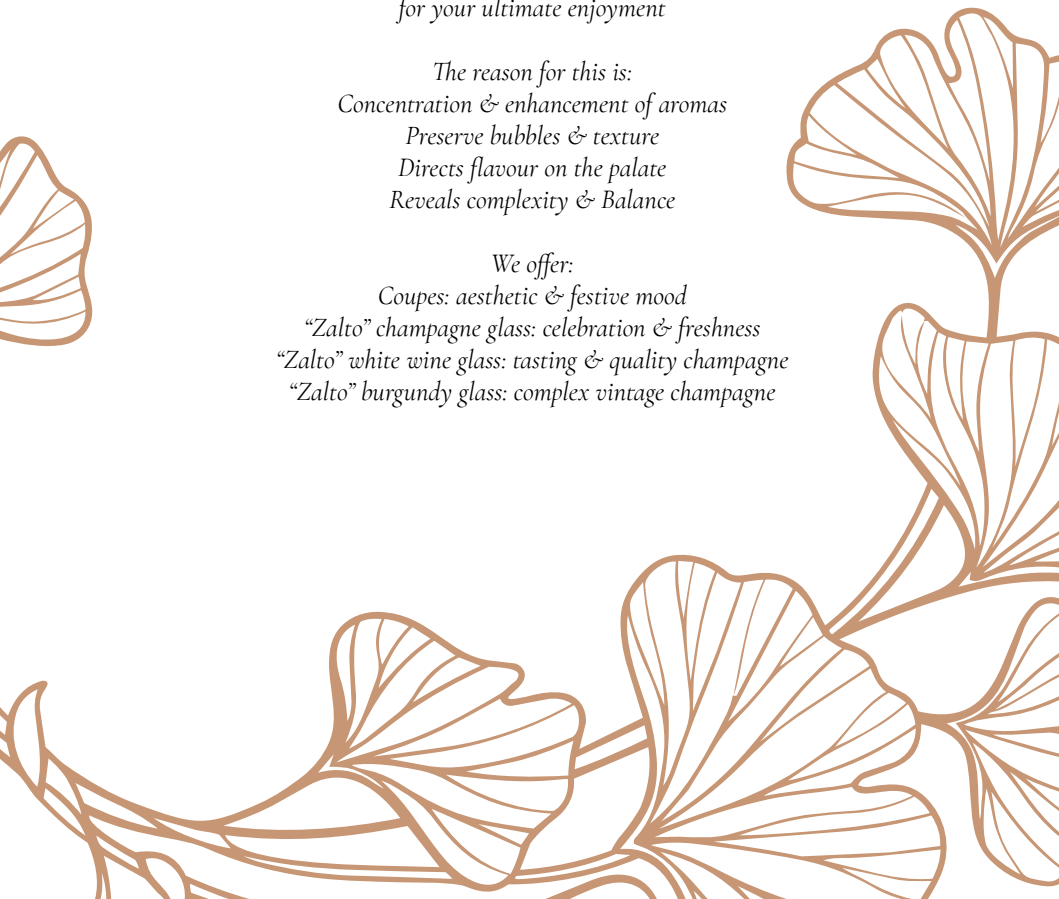 for your ultimate enjoyment
The reason for this is:
Concentration & enhancement of aromas
Preserve bubbles & texture
Directs flavour on the palate
Reveals complexity & Balance
We offer:
Coupes: aesthetic & festive mood
“Zalto” champagne glass: celebration & freshness
“Zalto” white wine glass: tasting & quality champagne
“Zalto” burgundy glass: complex vintage champagne